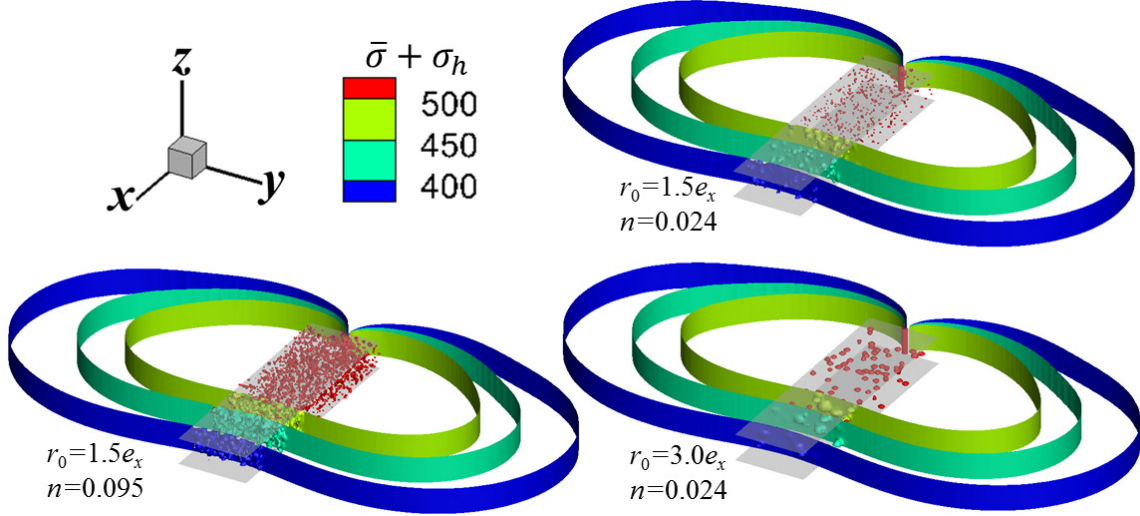 z
x
y
σ̄ + σₕ
500
450
400
r₀=1.5eₓ
n=0.024
r₀=1.5eₓ
n=0.095
r₀=3.0eₓ
n=0.024